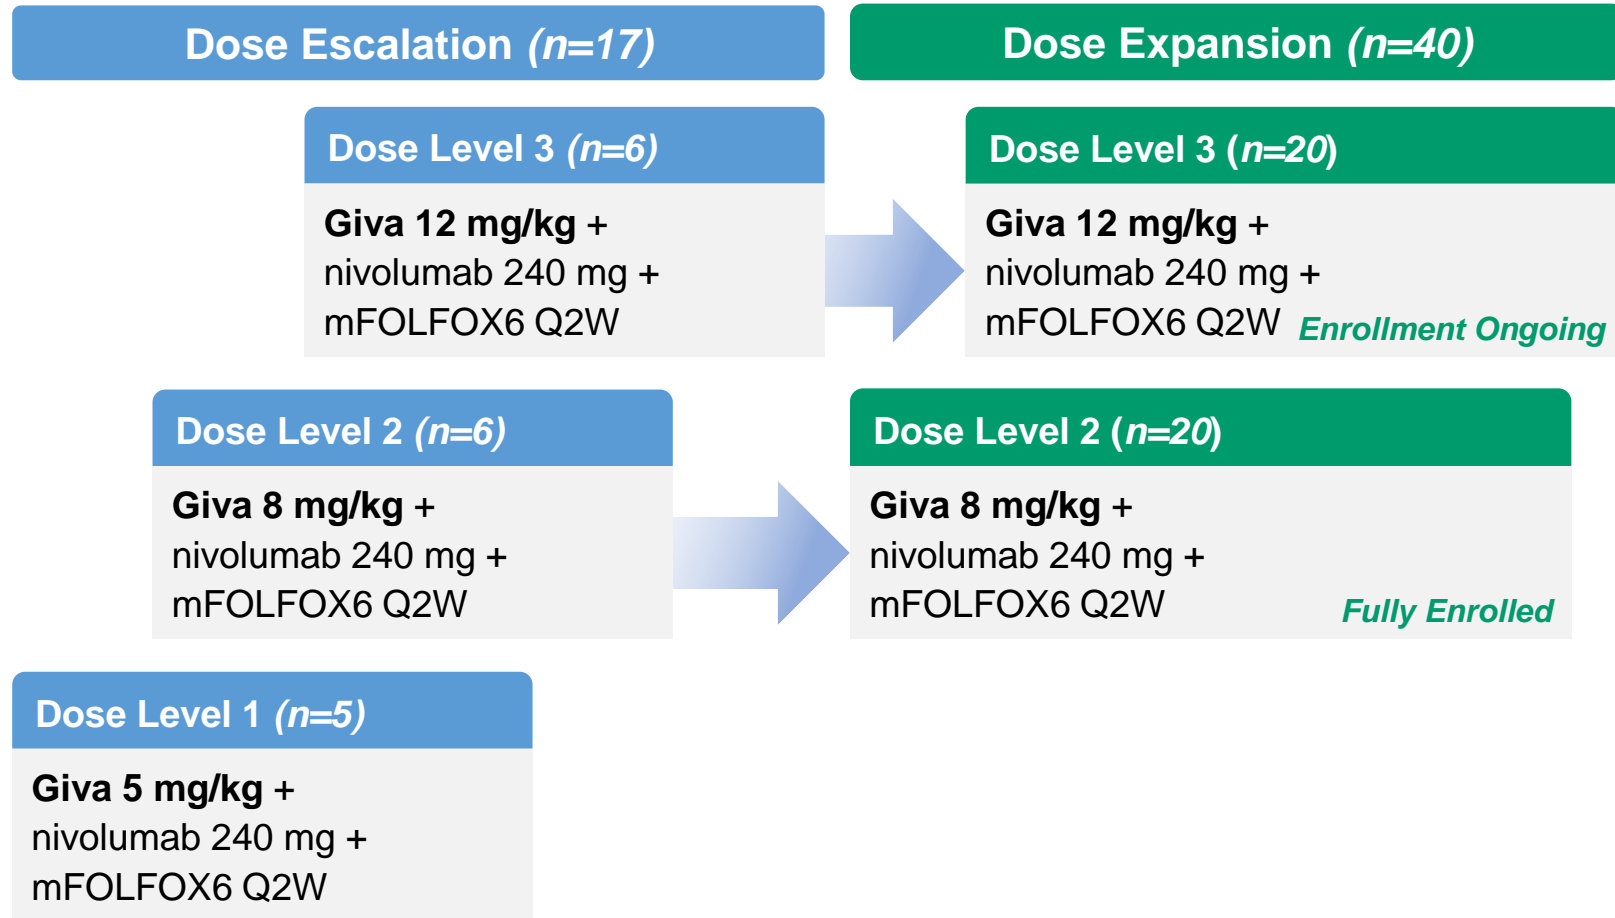 Dose Escalation (n=17)
Dose Expansion (n=40)
Dose Level 3 (n=6)
Giva 12 mg/kg +
nivolumab 240 mg +
mFOLFOX6 Q2W
Dose Level 3 (n=20)
Giva 12 mg/kg +
nivolumab 240 mg +
mFOLFOX6 Q2W
Enrollment Ongoing
Dose Level 2 (n=6)
Giva 8 mg/kg +
nivolumab 240 mg +
mFOLFOX6 Q2W
Dose Level 2 (n=20)
Giva 8 mg/kg +
nivolumab 240 mg +
mFOLFOX6 Q2W
Fully Enrolled
Dose Level 1 (n=5)
Giva 5 mg/kg +
nivolumab 240 mg +
mFOLFOX6 Q2W